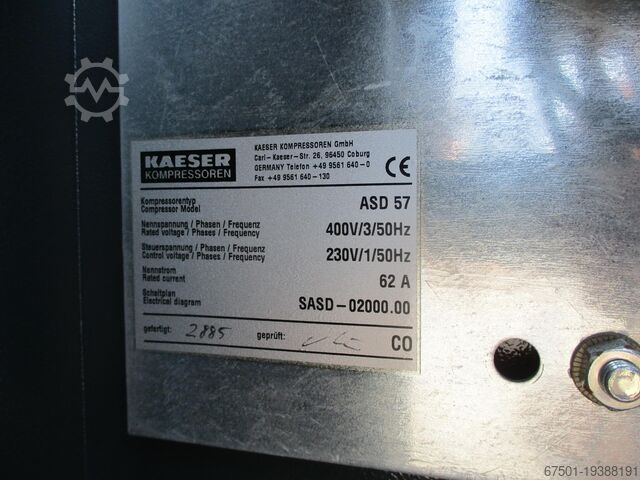 KAESER
KOMPRESSOREN
KAESER KOMPRESSOREN GmbH
Carl-Kaeser-Str. 26, 96450 Coburg
GERMANY Telefon +49 9561 640-0
Fax +49 9561 640-130
CE
Kompressorentyp
Compressor Model
ASD 57
Nennspannung / Phasen / Frequenz
Rated voltage / Phases / Frequency
400V/3/50Hz
Steuerspannung / Phasen / Frequenz
Control voltage / Phases / Frequency
230V/1/50Hz
Nennstrom
Rated current
62 A
Schaltplan
Electrical diagram
SASD-02000.00
gefertigt: 2885 geprüft: CO
67501-19388191